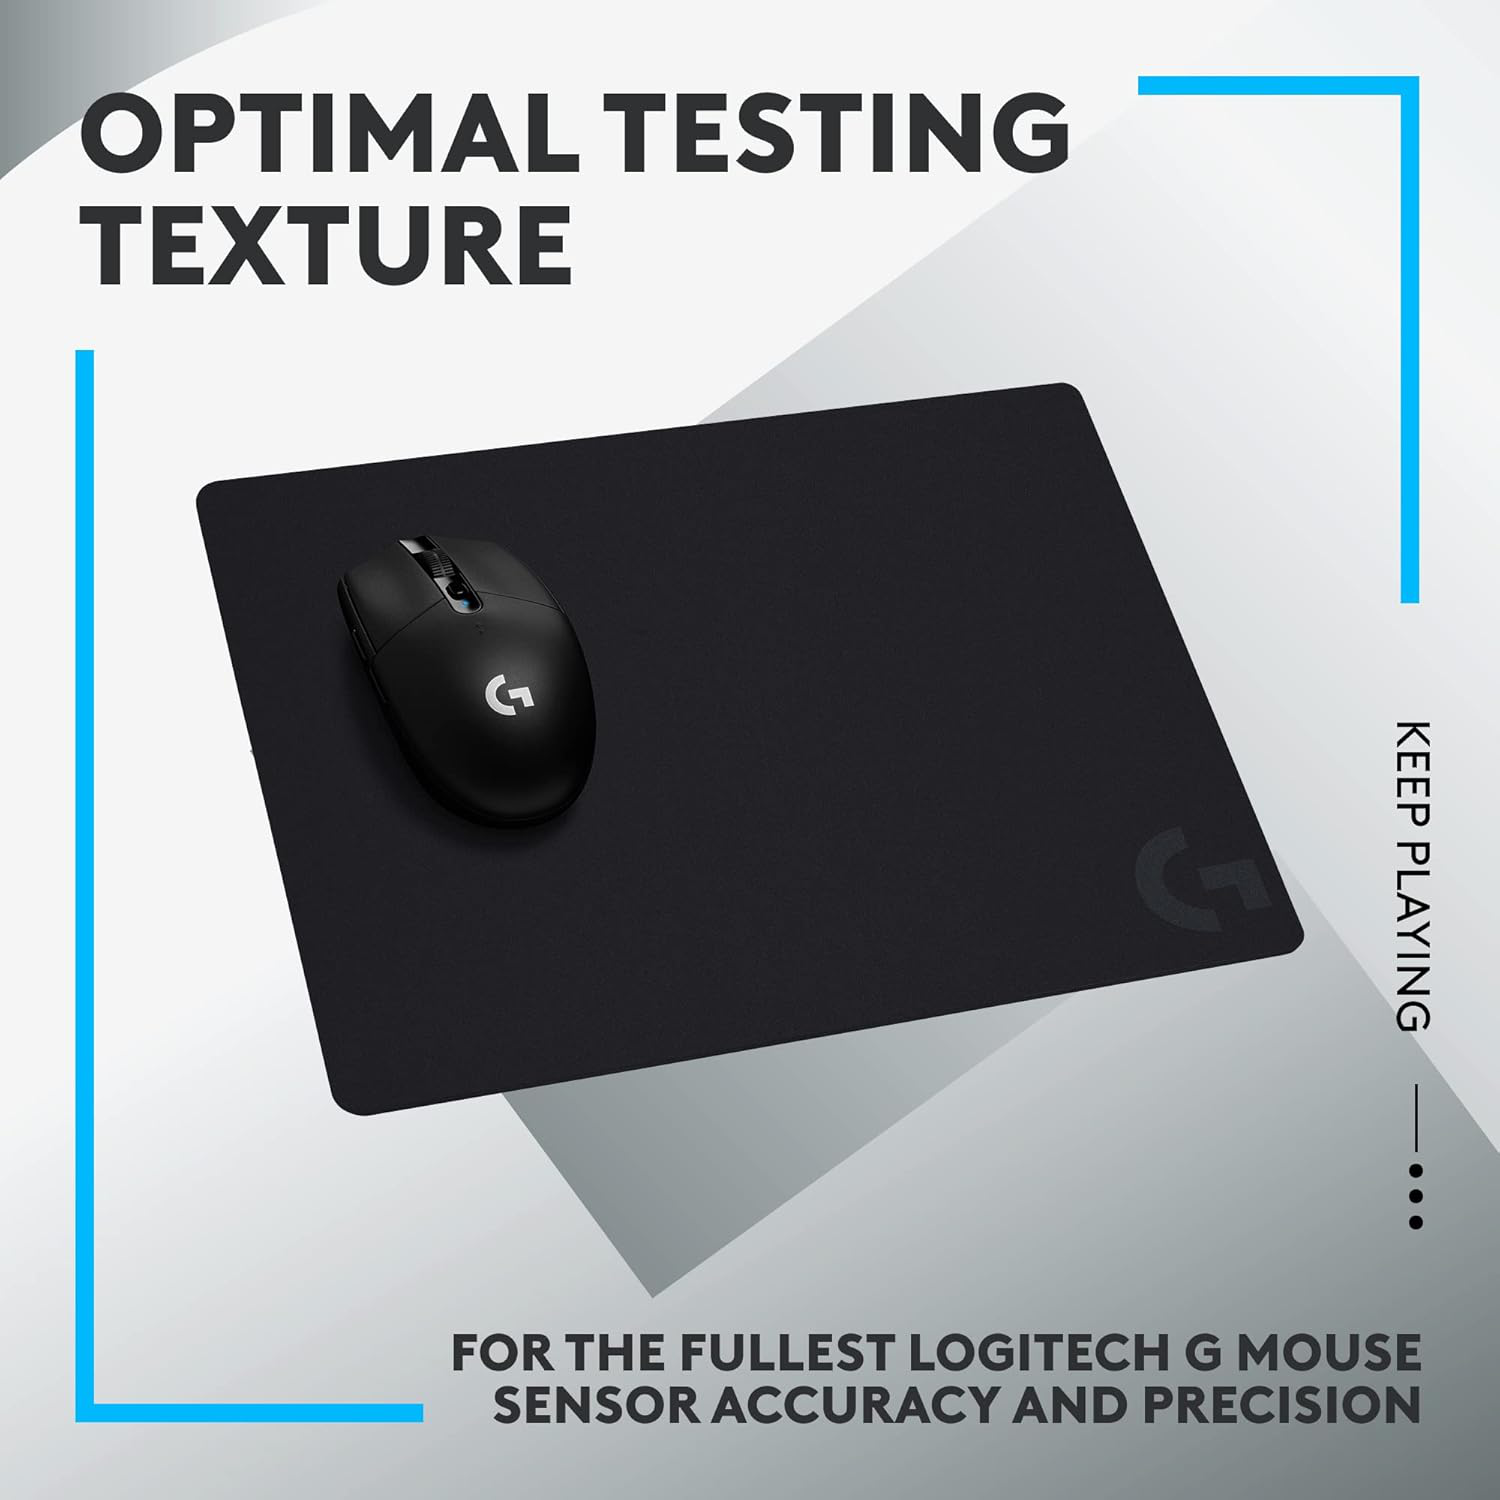 OPTIMAL TESTING
TEXTURE
KEEP PLAYING
FOR THE FULLEST LOGITECH G MOUSE
SENSOR ACCURACY AND PRECISION